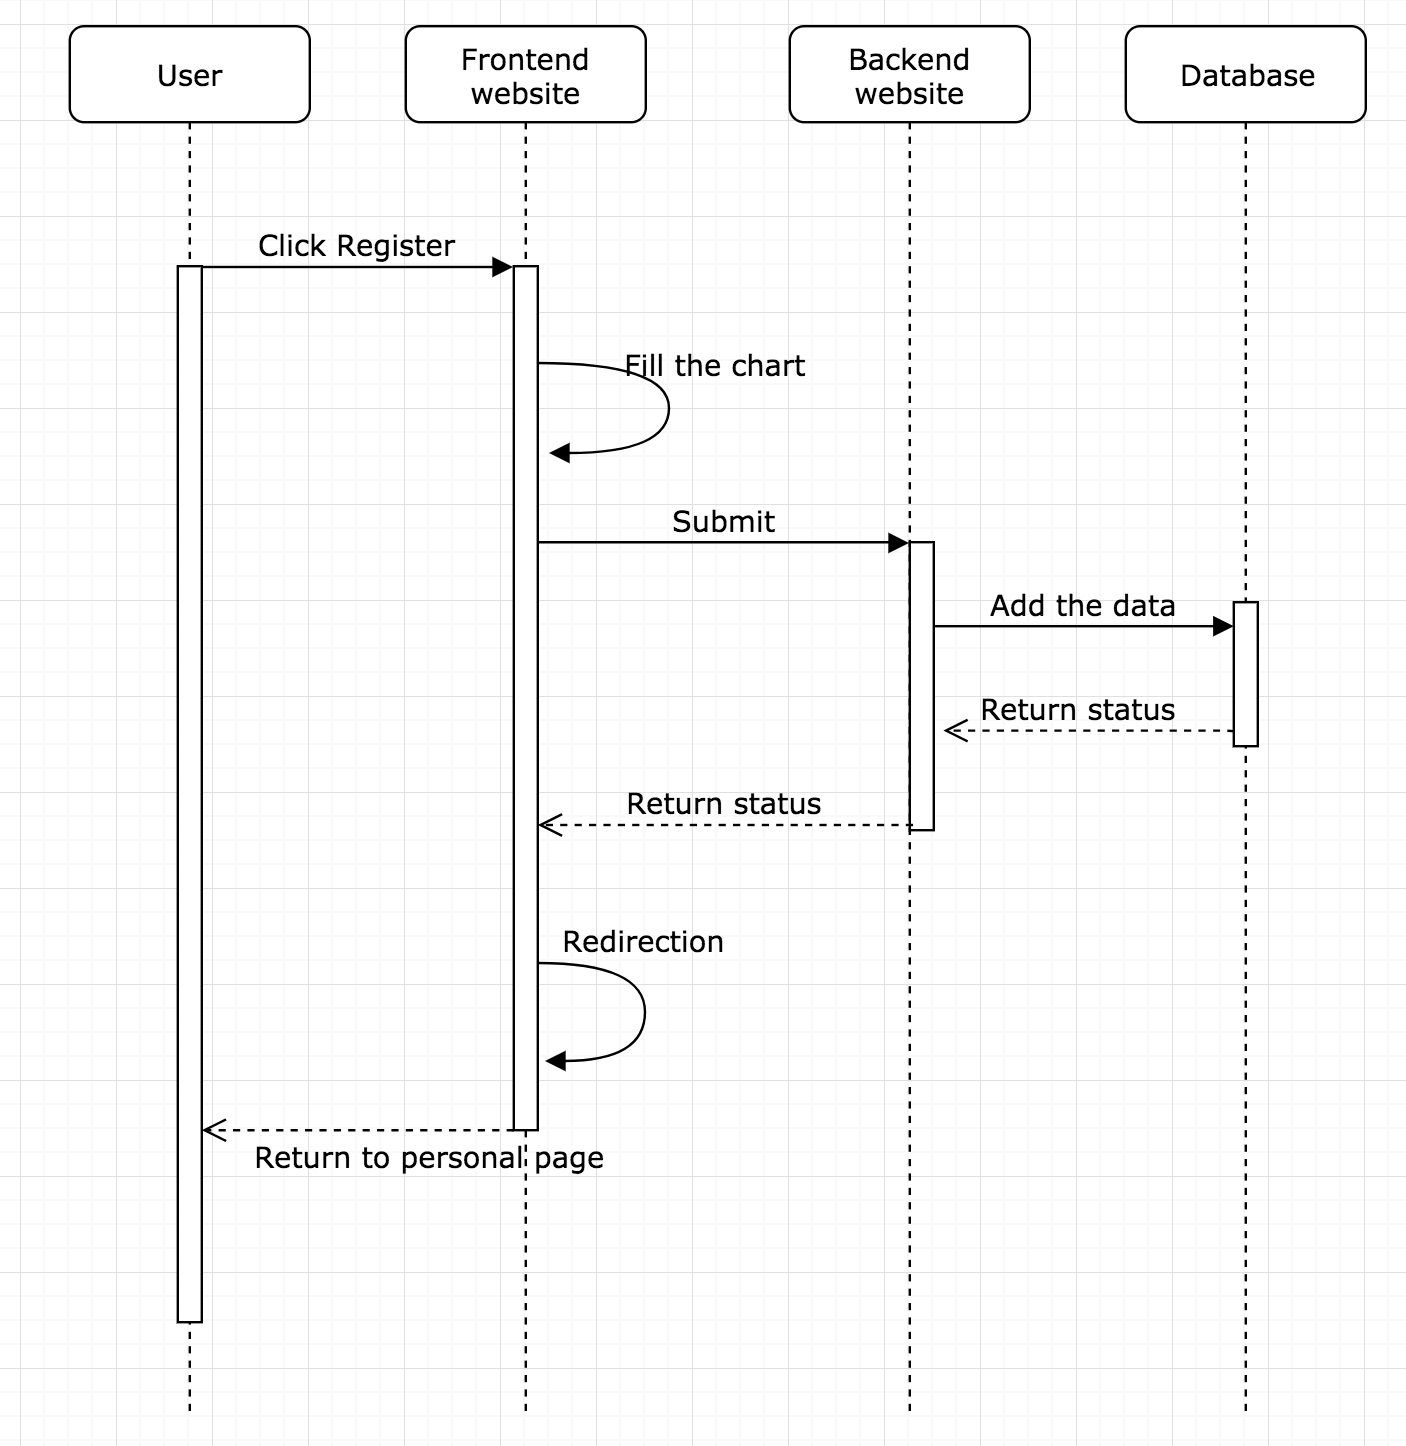 User
Frontend
website
Backend
website
Database
Click Register
Fill the chart
Submit
Add the data
Return status
Return status
Redirection
Return to personal page